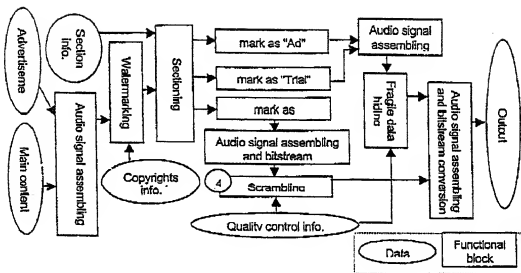 Advertiseme
Main content
Section
info.
Audio signal assembling
Watermarking
Copyrights
info.
Sectioning
mark as "Ad"
mark as "Trial"
mark as
Audio signal assembling
and bitstream
4
Scrambling
Quality control info.
Audio signal
assembling
Fragile data
hiding
Audio signal assembling
and bitstream conversion
Output
Data
Functional
block